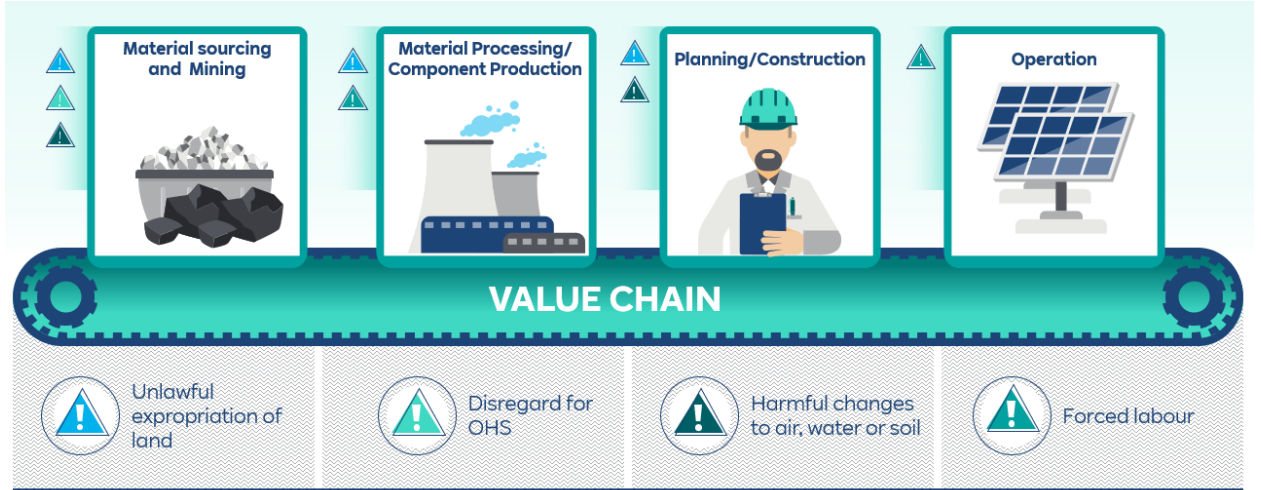 Material sourcing
and Mining
Material Processing/
Component Production
Planning/Construction
Operation
VALUE CHAIN
Unlawful
expropriation of
land
Disregard for
OHS
Harmful changes
to air, water or soil
Forced labour